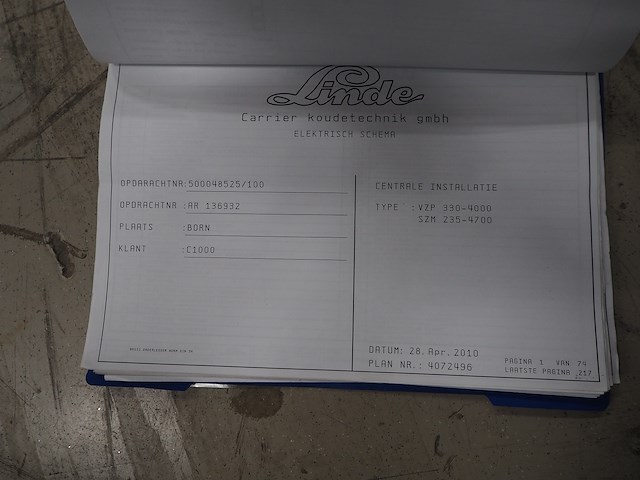 Linde
Carrier koudetechnik gmbh
ELEKTRISCH SCHEMA
OPDARACHTNR:500048525/100
OPDRACHTNR :AR 136932
PLAATS :BORN
KLANT :C1000
CENTRALE INSTALLATIE
TYPE : VZP 330-4000
SZM 235-4700
DATUM: 28.Apr.2010
PLAN NR.: 4072496
PAGINA 1 VAN 74
LAATSTE PAGINA 217